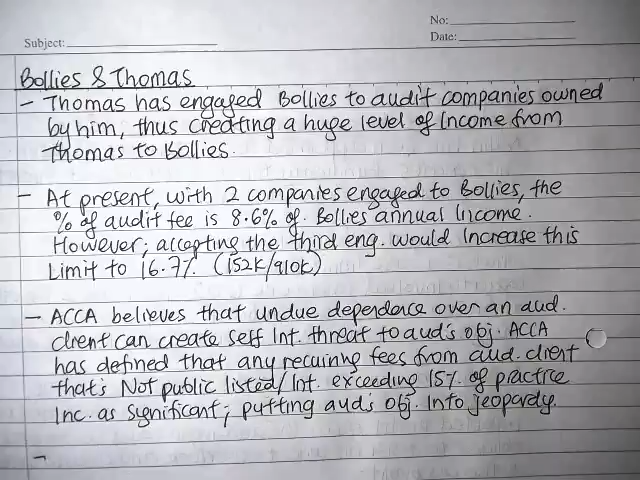 No:
Subject: Date:
Bollies & Thomas
- Thomas has engaged Bollies to audit companies owned
by him, thus creating a huge level of Income from
Thomas to Bollies.
- At present, with 2 companies engaged to Bollies, the
% of audit fee is 8.6% of Bollies annual Income.
However; accepting the third eng. would Increase this
Limit to 16.7% (152K/910K)
- ACCA believes that undue dependence over an aud.
client can create Self Int. threat to aud's obj. ACCA
has defined that any recuring fees from aud. client
that's Not public listed/Int. exceeding 15% of practice
Inc. as significant; putting aud's obj. Into jeopardy.
-